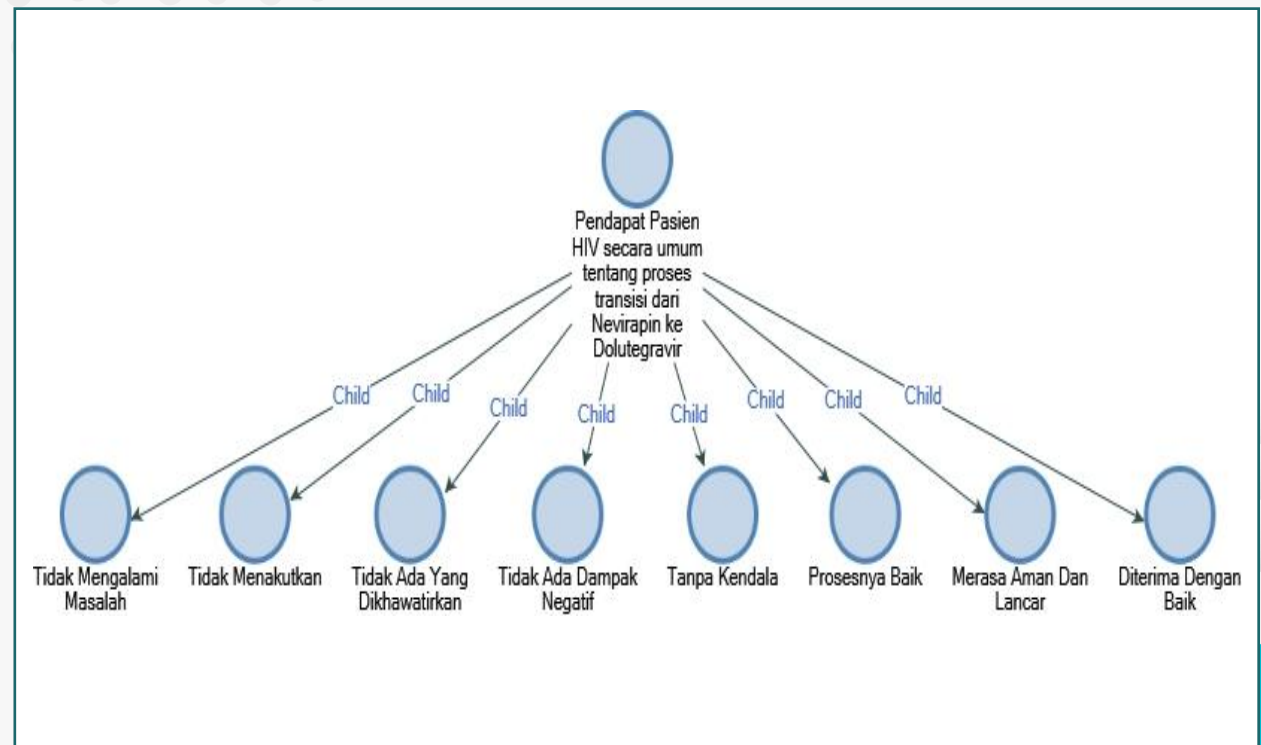 Pendapat Pasien
HIV secara umum
tentang proses
transisi dari
Nevirapin ke
Dolutegravir
Child
Child
Child
Child
Child
Child
Child
Child
Tidak Mengalami
Masalah
Tidak Menakutkan
Tidak Ada Yang
Dikhawatirkan
Tidak Ada Dampak
Negatif
Tanpa Kendala
Prosesnya Baik
Merasa Aman Dan
Lancar
Diterima Dengan
Baik